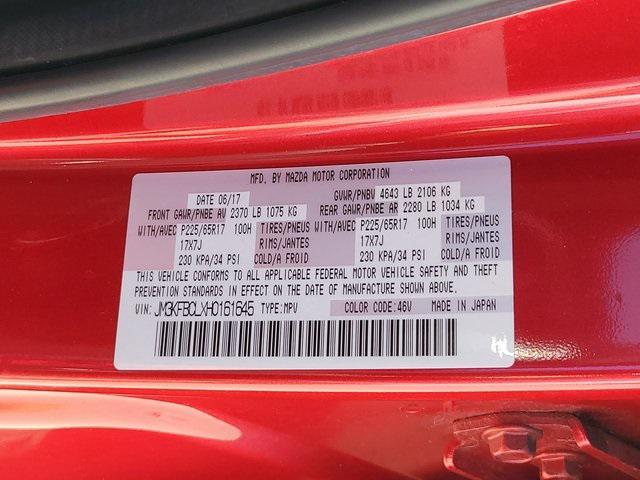 MFD. BY MAZDA MOTOR CORPORATION
DATE 06/17 GVWR/PNBV 4643 LB 2106 KG
FRONT GAWR/PNBE AV 2370 LB 1075 KG REAR GAWR/PNBE AR 2280 LB 1034 KG
WITH/AVEC P225/65R17 100H TIRES/PNEUS WITH/AVEC P225/65R17 100H TIRES/PNEUS
17X7J RIMS/JANTES 17X7J RIMS/JANTES
230 KPA/34 PSI COLD/A FROID 230 KPA/34 PSI COLD/A FROID
THIS VEHICLE CONFORMS TO ALL APPLICABLE FEDERAL MOTOR VEHICLE SAFETY AND THEFT
PREVENTION STANDARDS IN EFFECT ON THE DATE OF MANUFACTURE SHOWN ABOVE.
VIN: JM3KFBCLXH0161645 TYPE:MPV COLOR CODE:46V MADE IN JAPAN